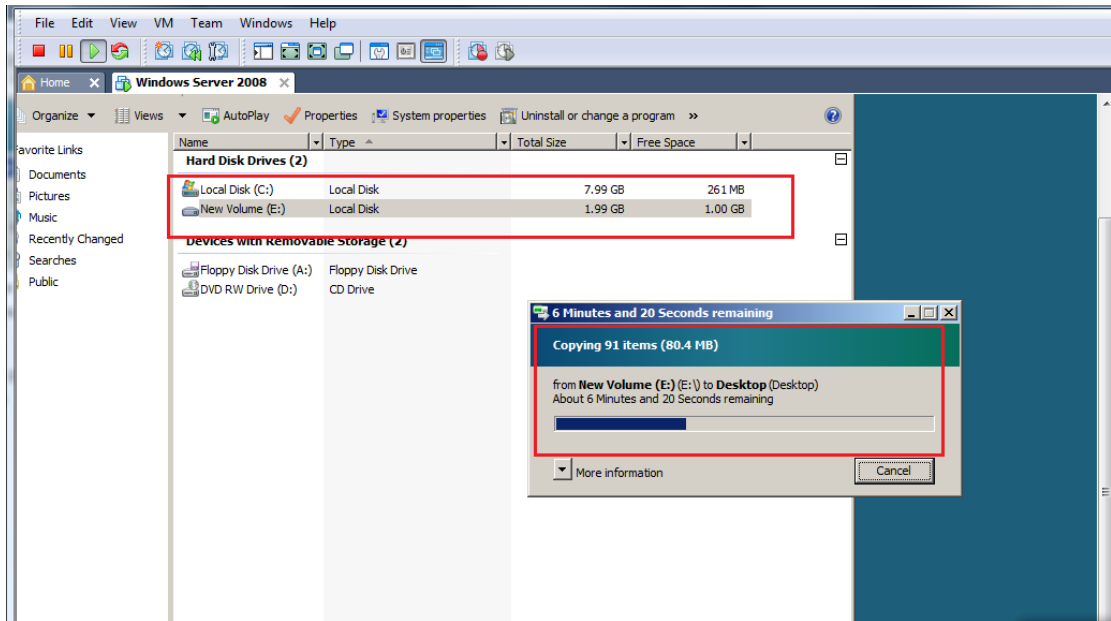 File Edit View VM Team Windows Help
Home X Windows Server 2008 X
Organize Views AutoPlay Properties System properties Uninstall or change a program »
avorite Links
Documents
Pictures
Music
Recently Changed
Searches
Public
Name Type Total Size Free Space
Hard Disk Drives (2)
Local Disk (C:) Local Disk 7.99 GB 261 MB
New Volume (E:) Local Disk 1.99 GB 1.00 GB
Devices with Removable Storage (2)
Floppy Disk Drive (A:) Floppy Disk Drive
DVD RW Drive (D:) CD Drive
6 Minutes and 20 Seconds remaining
Copying 91 items (80.4 MB)
from New Volume (E:) (E:\) to Desktop (Desktop)
About 6 Minutes and 20 Seconds remaining
More information
Cancel